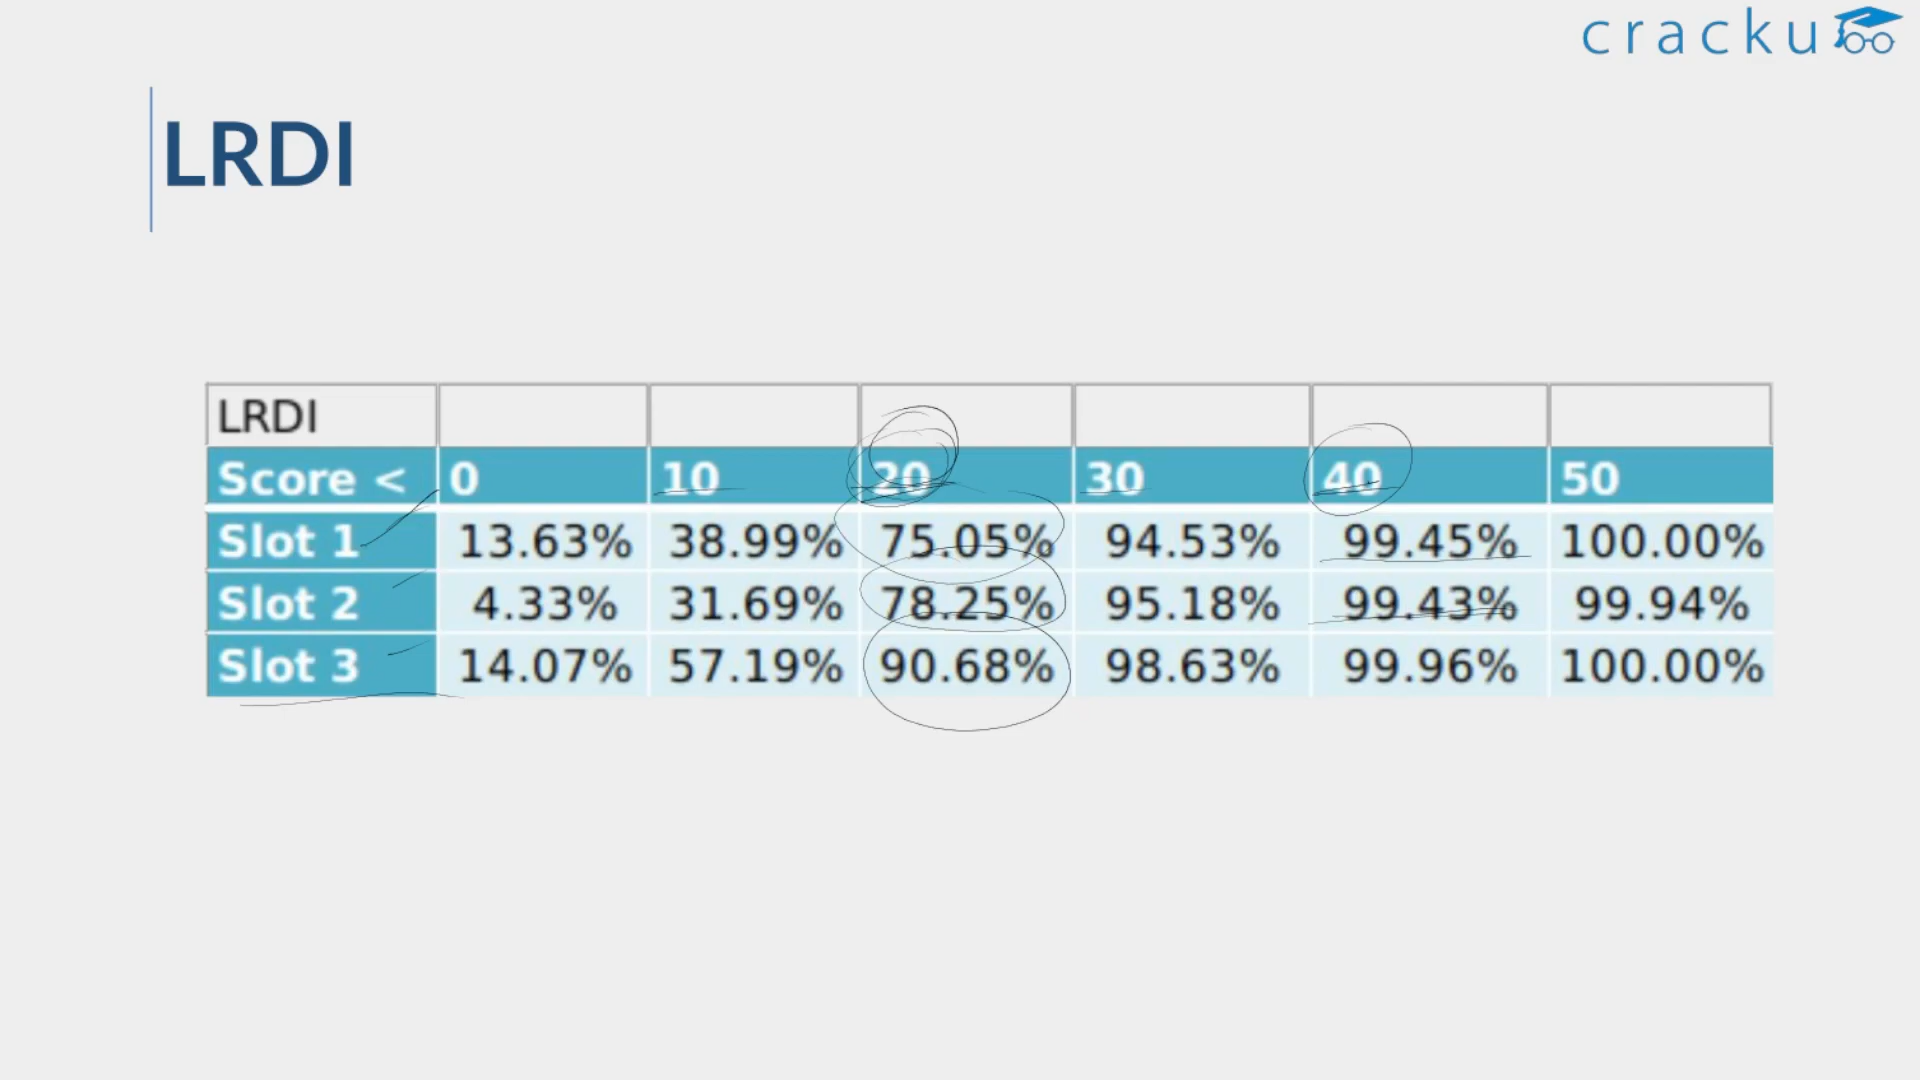 cracku
LRDI
LRDI
Score < 0 10 20 30 40 50
Slot 1 13.63% 38.99% 75.05% 94.53% 99.45% 100.00%
Slot 2 4.33% 31.69% 78.25% 95.18% 99.43% 99.94%
Slot 3 14.07% 57.19% 90.68% 98.63% 99.96% 100.00%